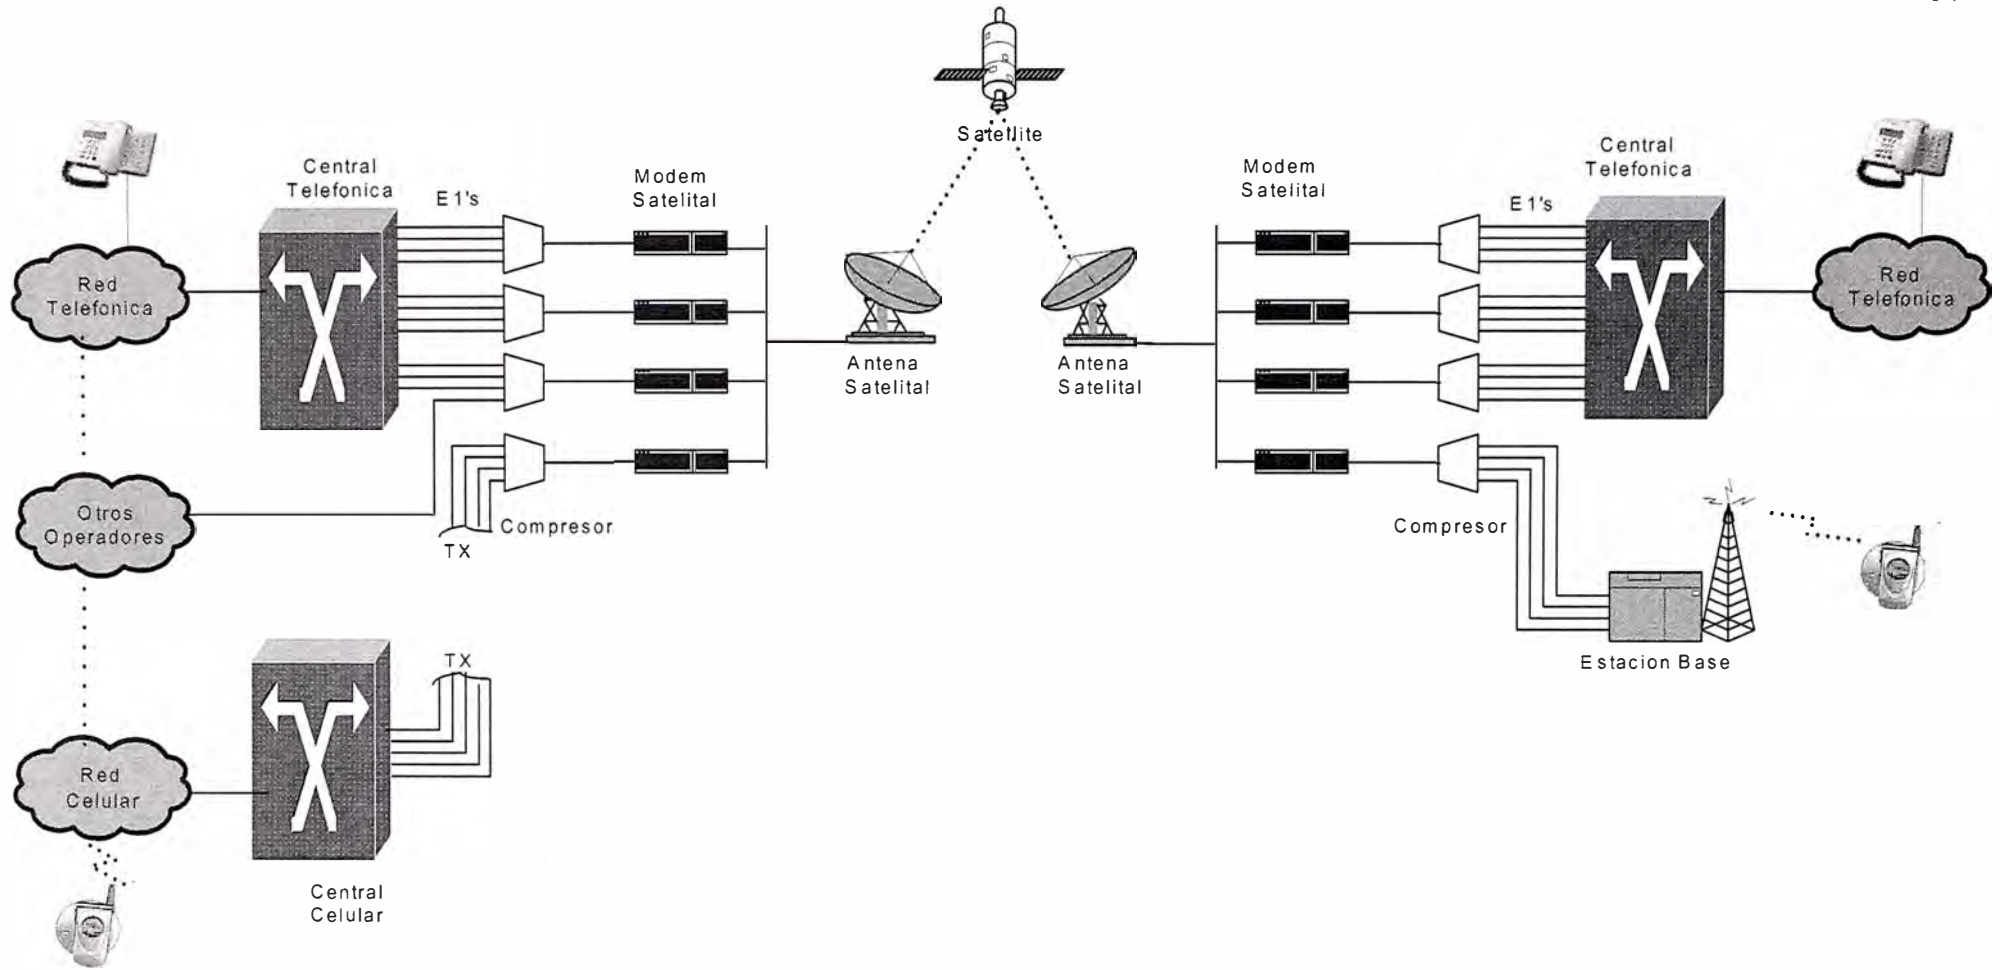 Satellite
Central
Telefonica
E1's
Modem
Satelital
Modem
Satelital
E1's
Central
Telefonica
Red
Telefonica
Red
Telefonica
Antena
Satelital
Antena
Satelital
Otros
Operadores
Compresor
TX
Compresor
Estacion Base
TX
Red
Celular
Central
Celular